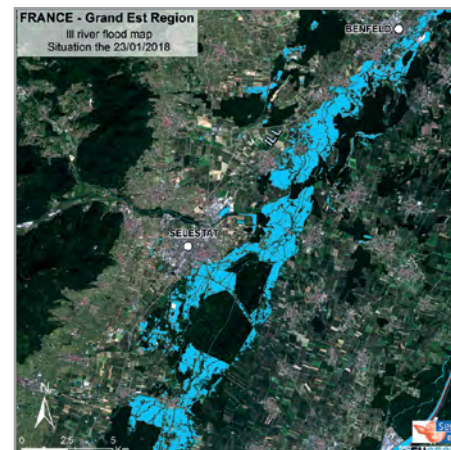 FRANCE - Grand Est Region
Ill river flood map
Situation the 23/01/2018
BENFELD
ILL
SELESTAT
N
0 2.5 5
Km